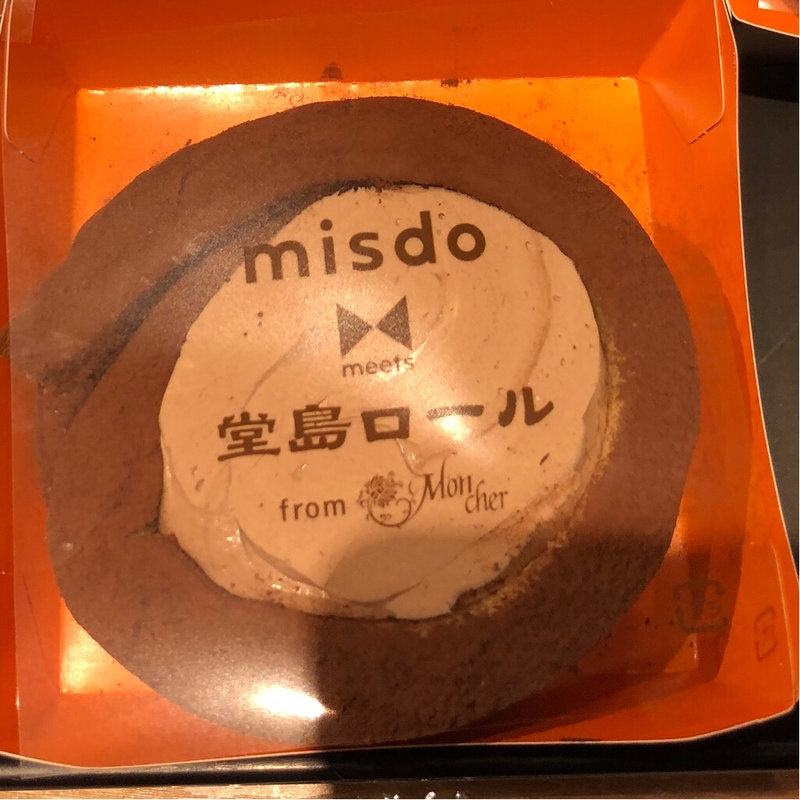 misdo
meets
堂島ロール
from Mon cher